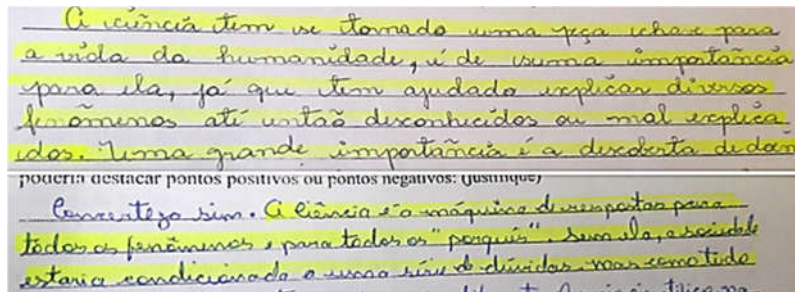 A ciência tem se tornado uma peça chave para
a vida da humanidade, é de suma importância
para ela, já que tem ajudado explicar diversos
fenômenos até então desconhecidos ou mal explica
idos. Uma grande importância é a descoberta de doen
poderia destacar pontos positivos ou pontos negativos? (Justifique)
Concerteza sim. A Ciência é a máquina de respostas para
todos os fenômenos e para todos os "porquês". Sem ela, a sociedade
estaria condicionada a uma série de dúvidas. mas como tudo